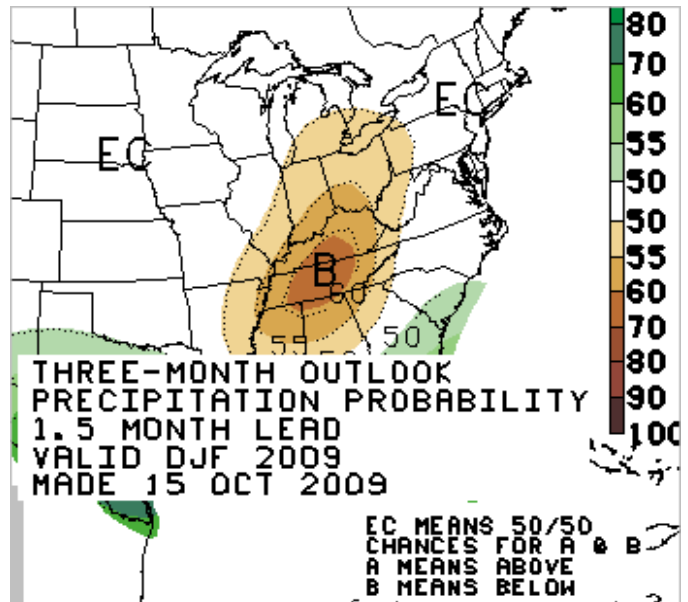 80
70
60
55
50
50
55
60
70
80
90
100
EC
EC
B
60
50
55
THREE-MONTH OUTLOOK
PRECIPITATION PROBABILITY
1.5 MONTH LEAD
VALID DJF 2009
MADE 15 OCT 2009
EC MEANS 50/50
CHANCES FOR A @ B
A MEANS ABOVE
B MEANS BELOW